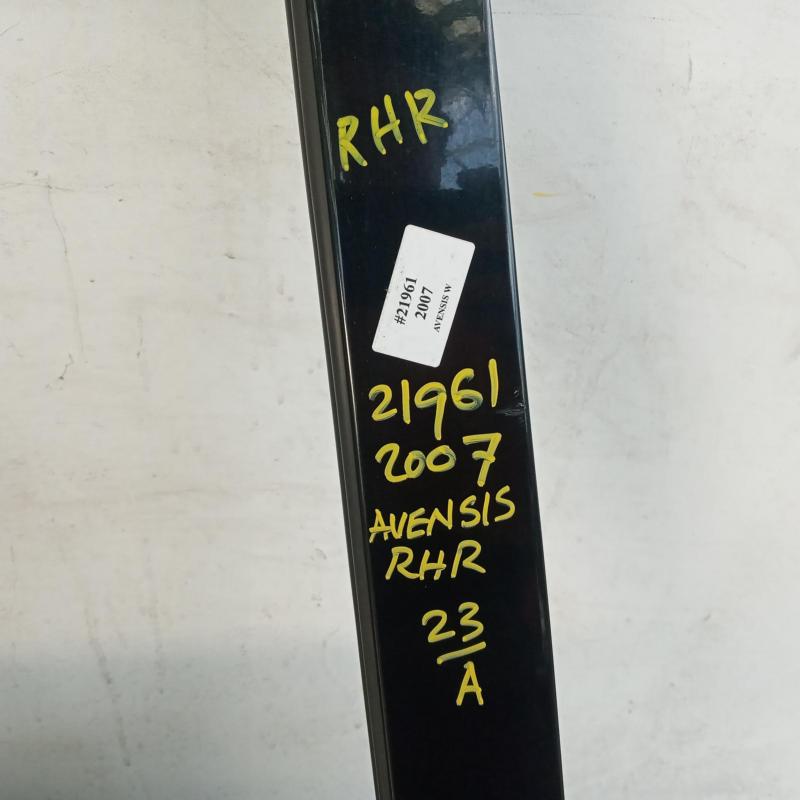 RHR
#21961
2007
AVENSIS W
21961
2007
AVENSIS
RHR
23
A